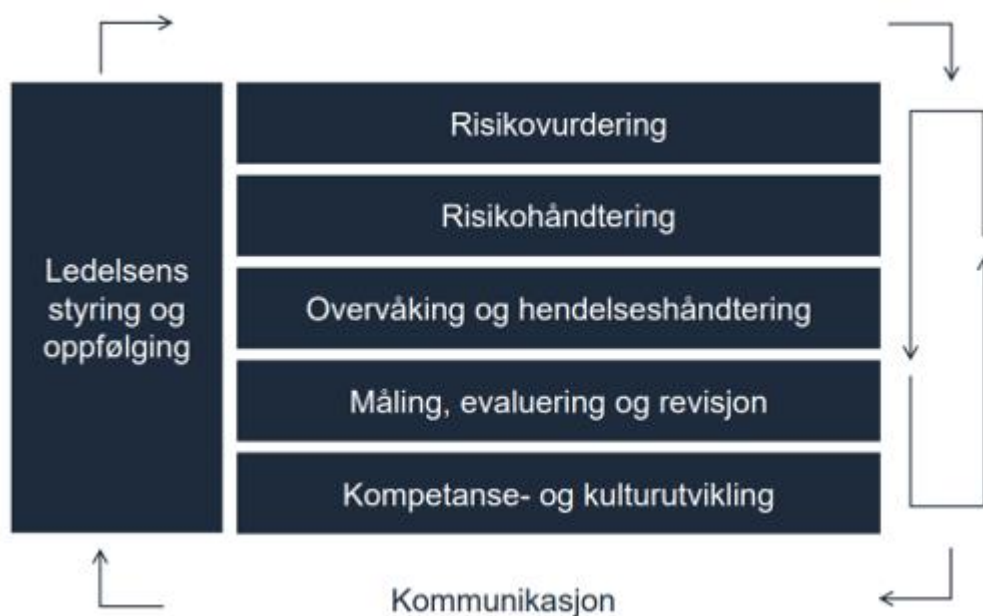 Ledelsens
styring og
oppfølging
Risikovurdering
Risikohåndtering
Overvåking og hendelseshåndtering
Måling, evaluering og revisjon
Kompetanse- og kulturutvikling
Kommunikasjon